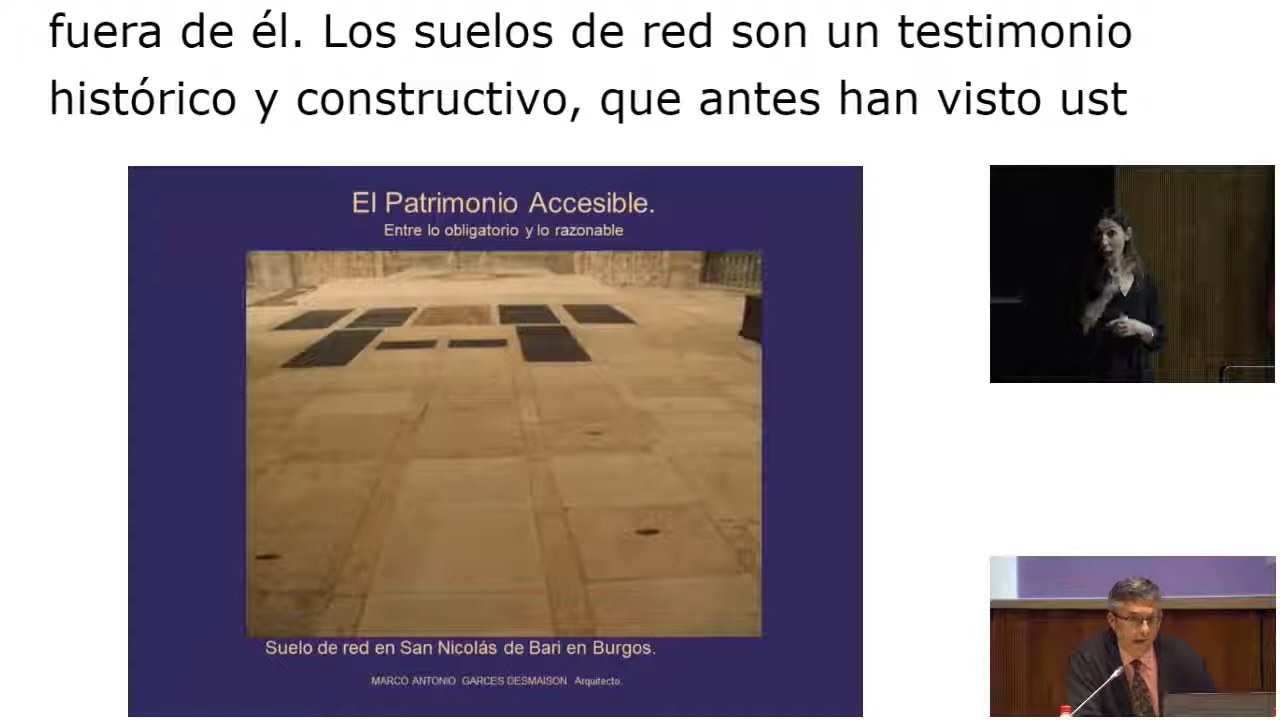 fuera de él. Los suelos de red son un testimonio
histórico y constructivo, que antes han visto ust
El Patrimonio Accesible.
Entre lo obligatorio y lo razonable
Suelo de red en San Nicolás de Bari en Burgos.
MARCO ANTONIO GARCES DESMAISON. Arquitecto.